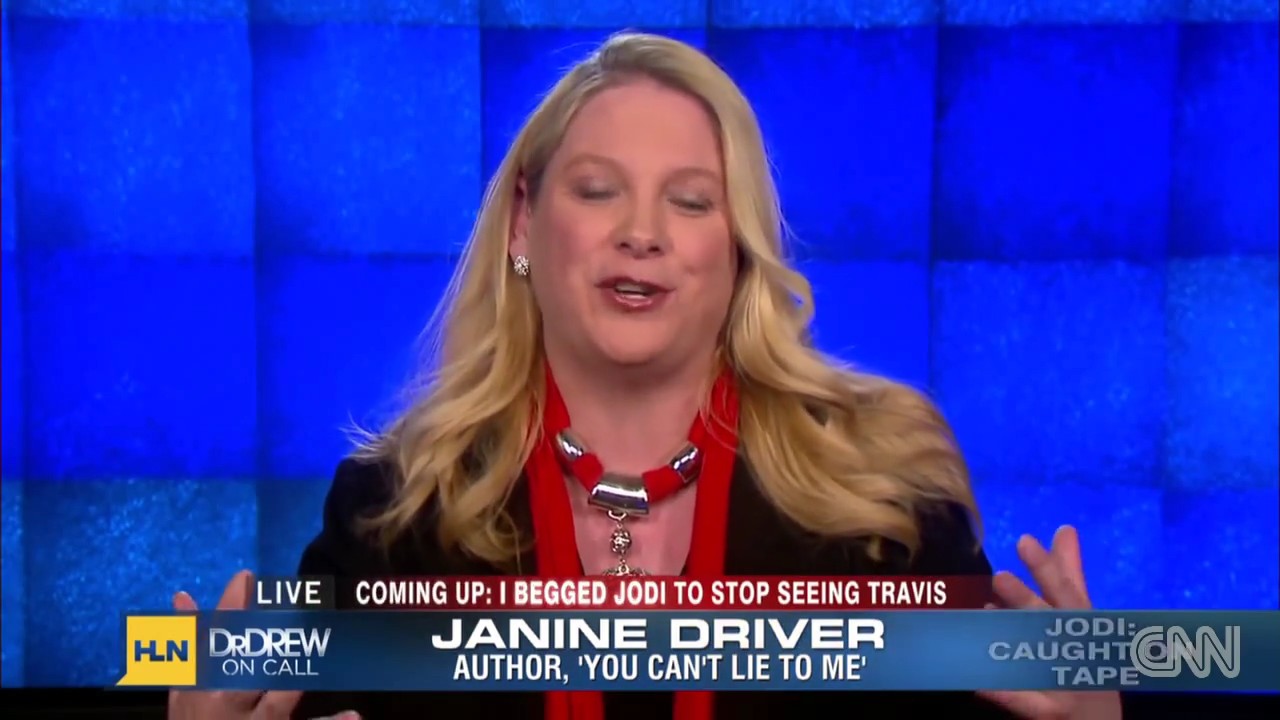 LIVE COMING UP: I BEGGED JODI TO STOP SEEING TRAVIS
HLN DRDREW ON CALL
JANINE DRIVER
AUTHOR, 'YOU CAN'T LIE TO ME'
JODI:
CAUGHT ON
TAPE
CNN